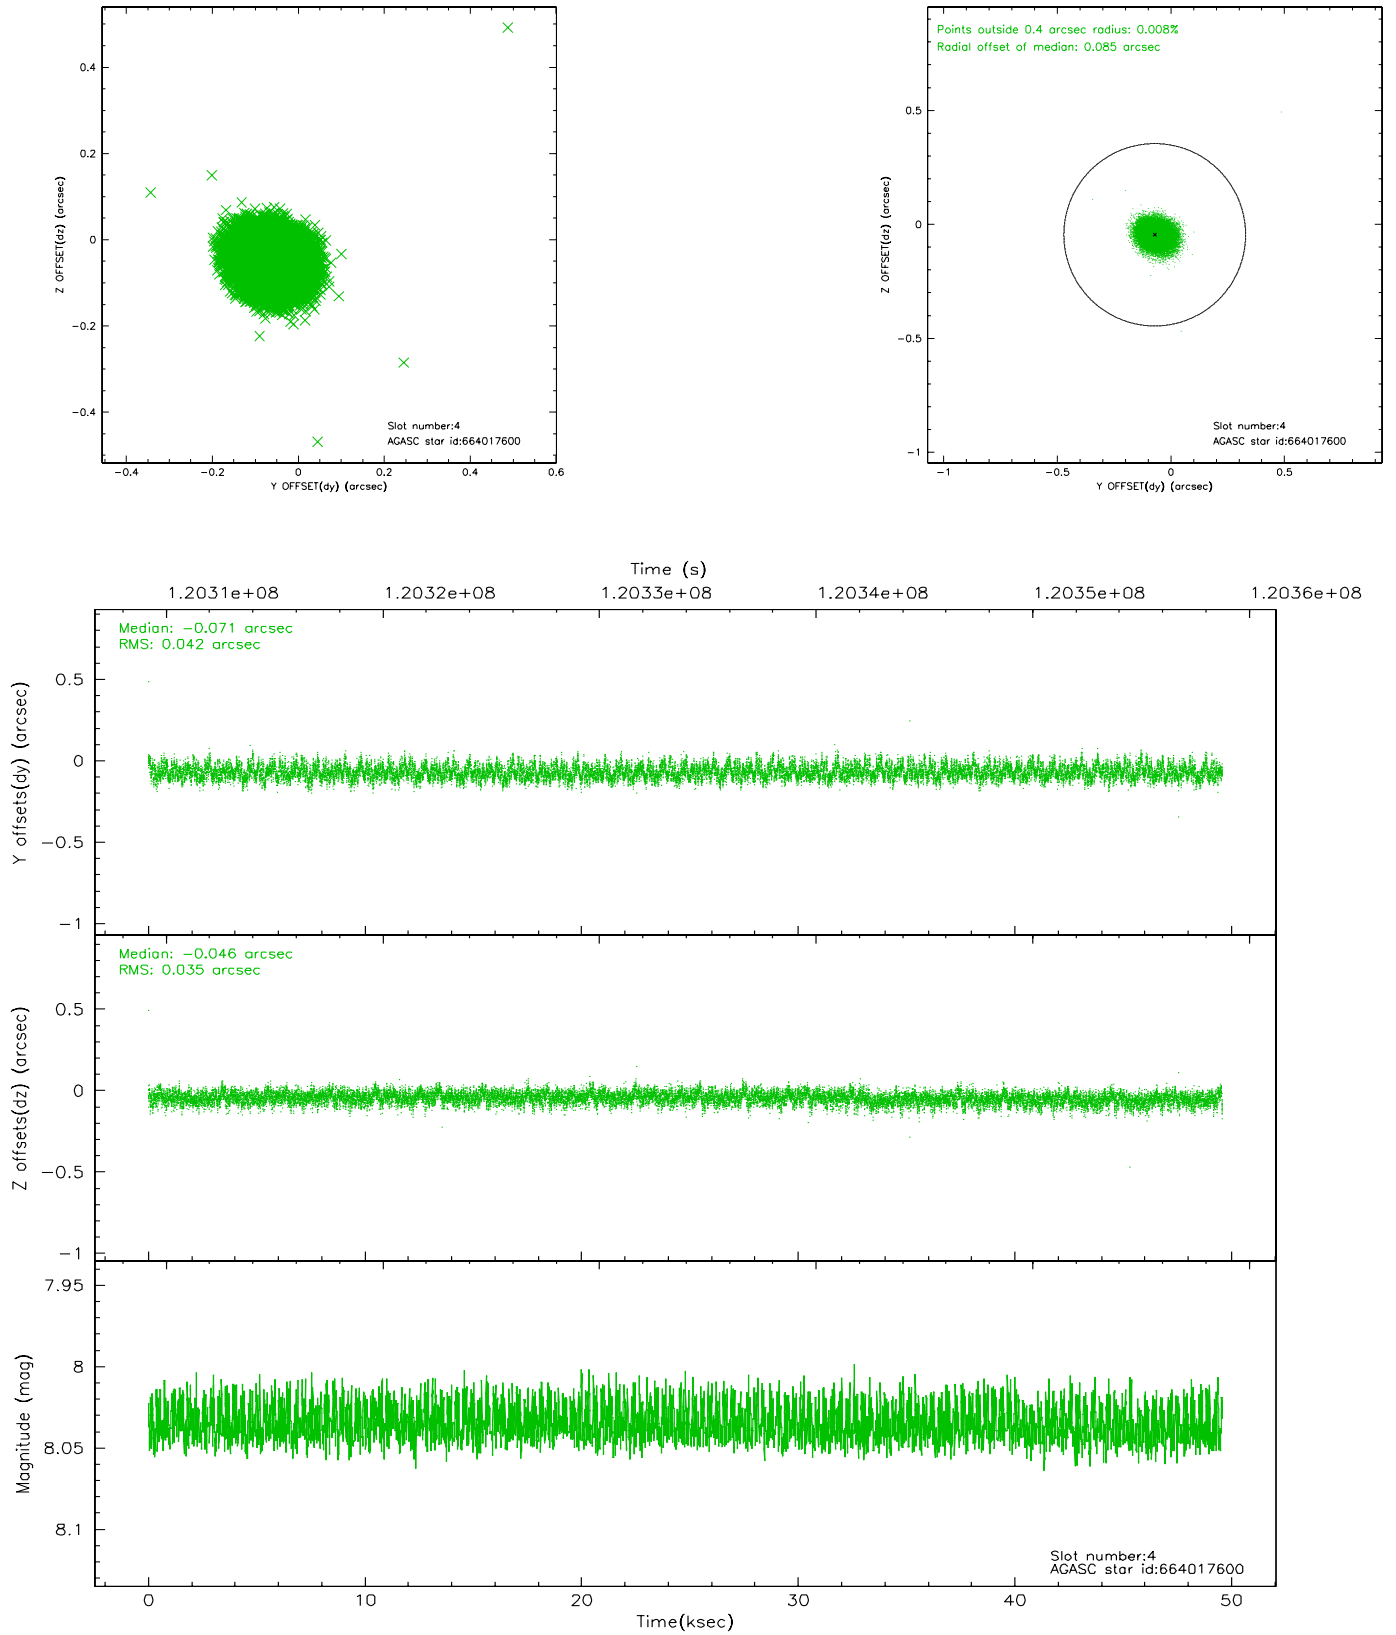 Points outside 0.4 arcsec radius: 0.008%
Radial offset of median: 0.085 arcsec
0.4
0.2
0
−0.2
−0.4
Z OFFSET(dz) (arcsec)
Slot number:4
AGASC star id:664017600
−0.4
−0.2
0
0.2
0.4
0.6
Y OFFSET(dy) (arcsec)
0.5
0
−0.5
−1
Z OFFSET(dz) (arcsec)
Slot number:4
AGASC star id:664017600
−1
−0.5
0
0.5
Y OFFSET(dy) (arcsec)
Time (s)
1.2031e+08
1.2032e+08
1.2033e+08
1.2034e+08
1.2035e+08
1.2036e+08
Median: −0.071 arcsec
RMS: 0.042 arcsec
0.5
0
−0.5
−1
Y offsets(dy) (arcsec)
Median: −0.046 arcsec
RMS: 0.035 arcsec
0.5
0
−0.5
−1
Z offsets(dz) (arcsec)
7.95
8
8.05
8.1
Magnitude (mag)
Slot number:4
AGASC star id:664017600
0
10
20
30
40
50
Time(ksec)